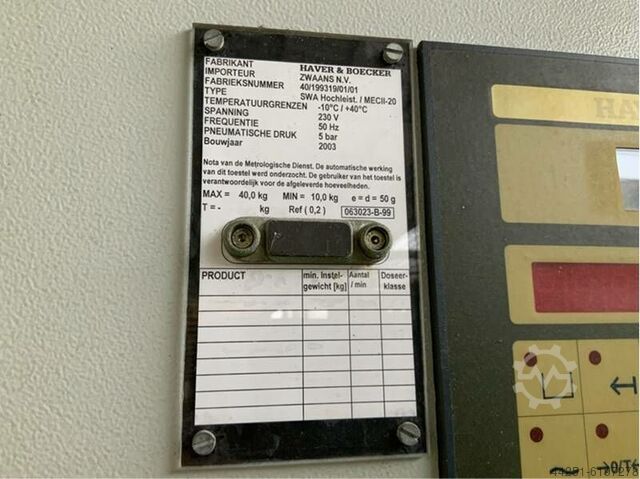 FABRIKANT HAVER & BOECKER
IMPORTEUR ZWAANS N.V.
FABRIEKSNUMMER 40/199319/01/01
TYPE SWA Hochleist. / MECII-20
TEMPERATUURGRENZEN -10°C / +40°C
SPANNING 230 V
FREQUENTIE 50 Hz
PNEUMATISCHE DRUK 5 bar
Bouwjaar 2003
Nota van de Metrologische Dienst. De automatische werking
van dit toestel werd onderzocht. De gebruiker van het toestel is
verantwoordelijk voor de afgeleverde hoeveelheden.
MAX = 40,0 kg MIN = 10,0 kg e = d = 50 g
T = - kg Ref ( 0,2 ) 063023-B-99
PRODUCT min. Instel- Aantal Doseer-
gewicht [kg] / min klasse
HA
→0/T←
44251-6107278